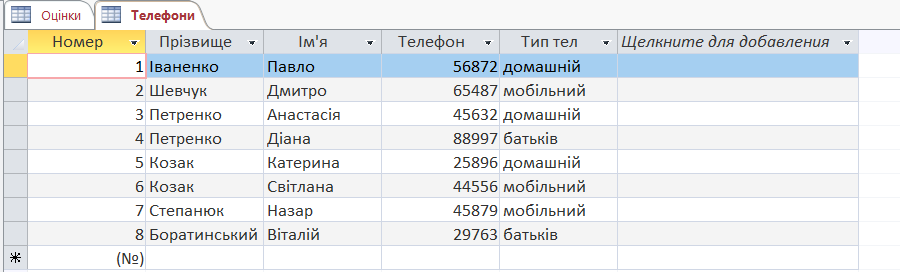 Оцінки Телефони
Номер Прізвище Ім'я Телефон Тип тел Щелкните для добавления
1 Іваненко Павло 56872 домашній
2 Шевчук Дмитро 65487 мобільний
3 Петренко Анастасія 45632 домашній
4 Петренко Діана 88997 батьків
5 Козак Катерина 25896 домашній
6 Козак Світлана 44556 мобільний
7 Степанюк Назар 45879 мобільний
8 Боратинський Віталій 29763 батьків
(№)